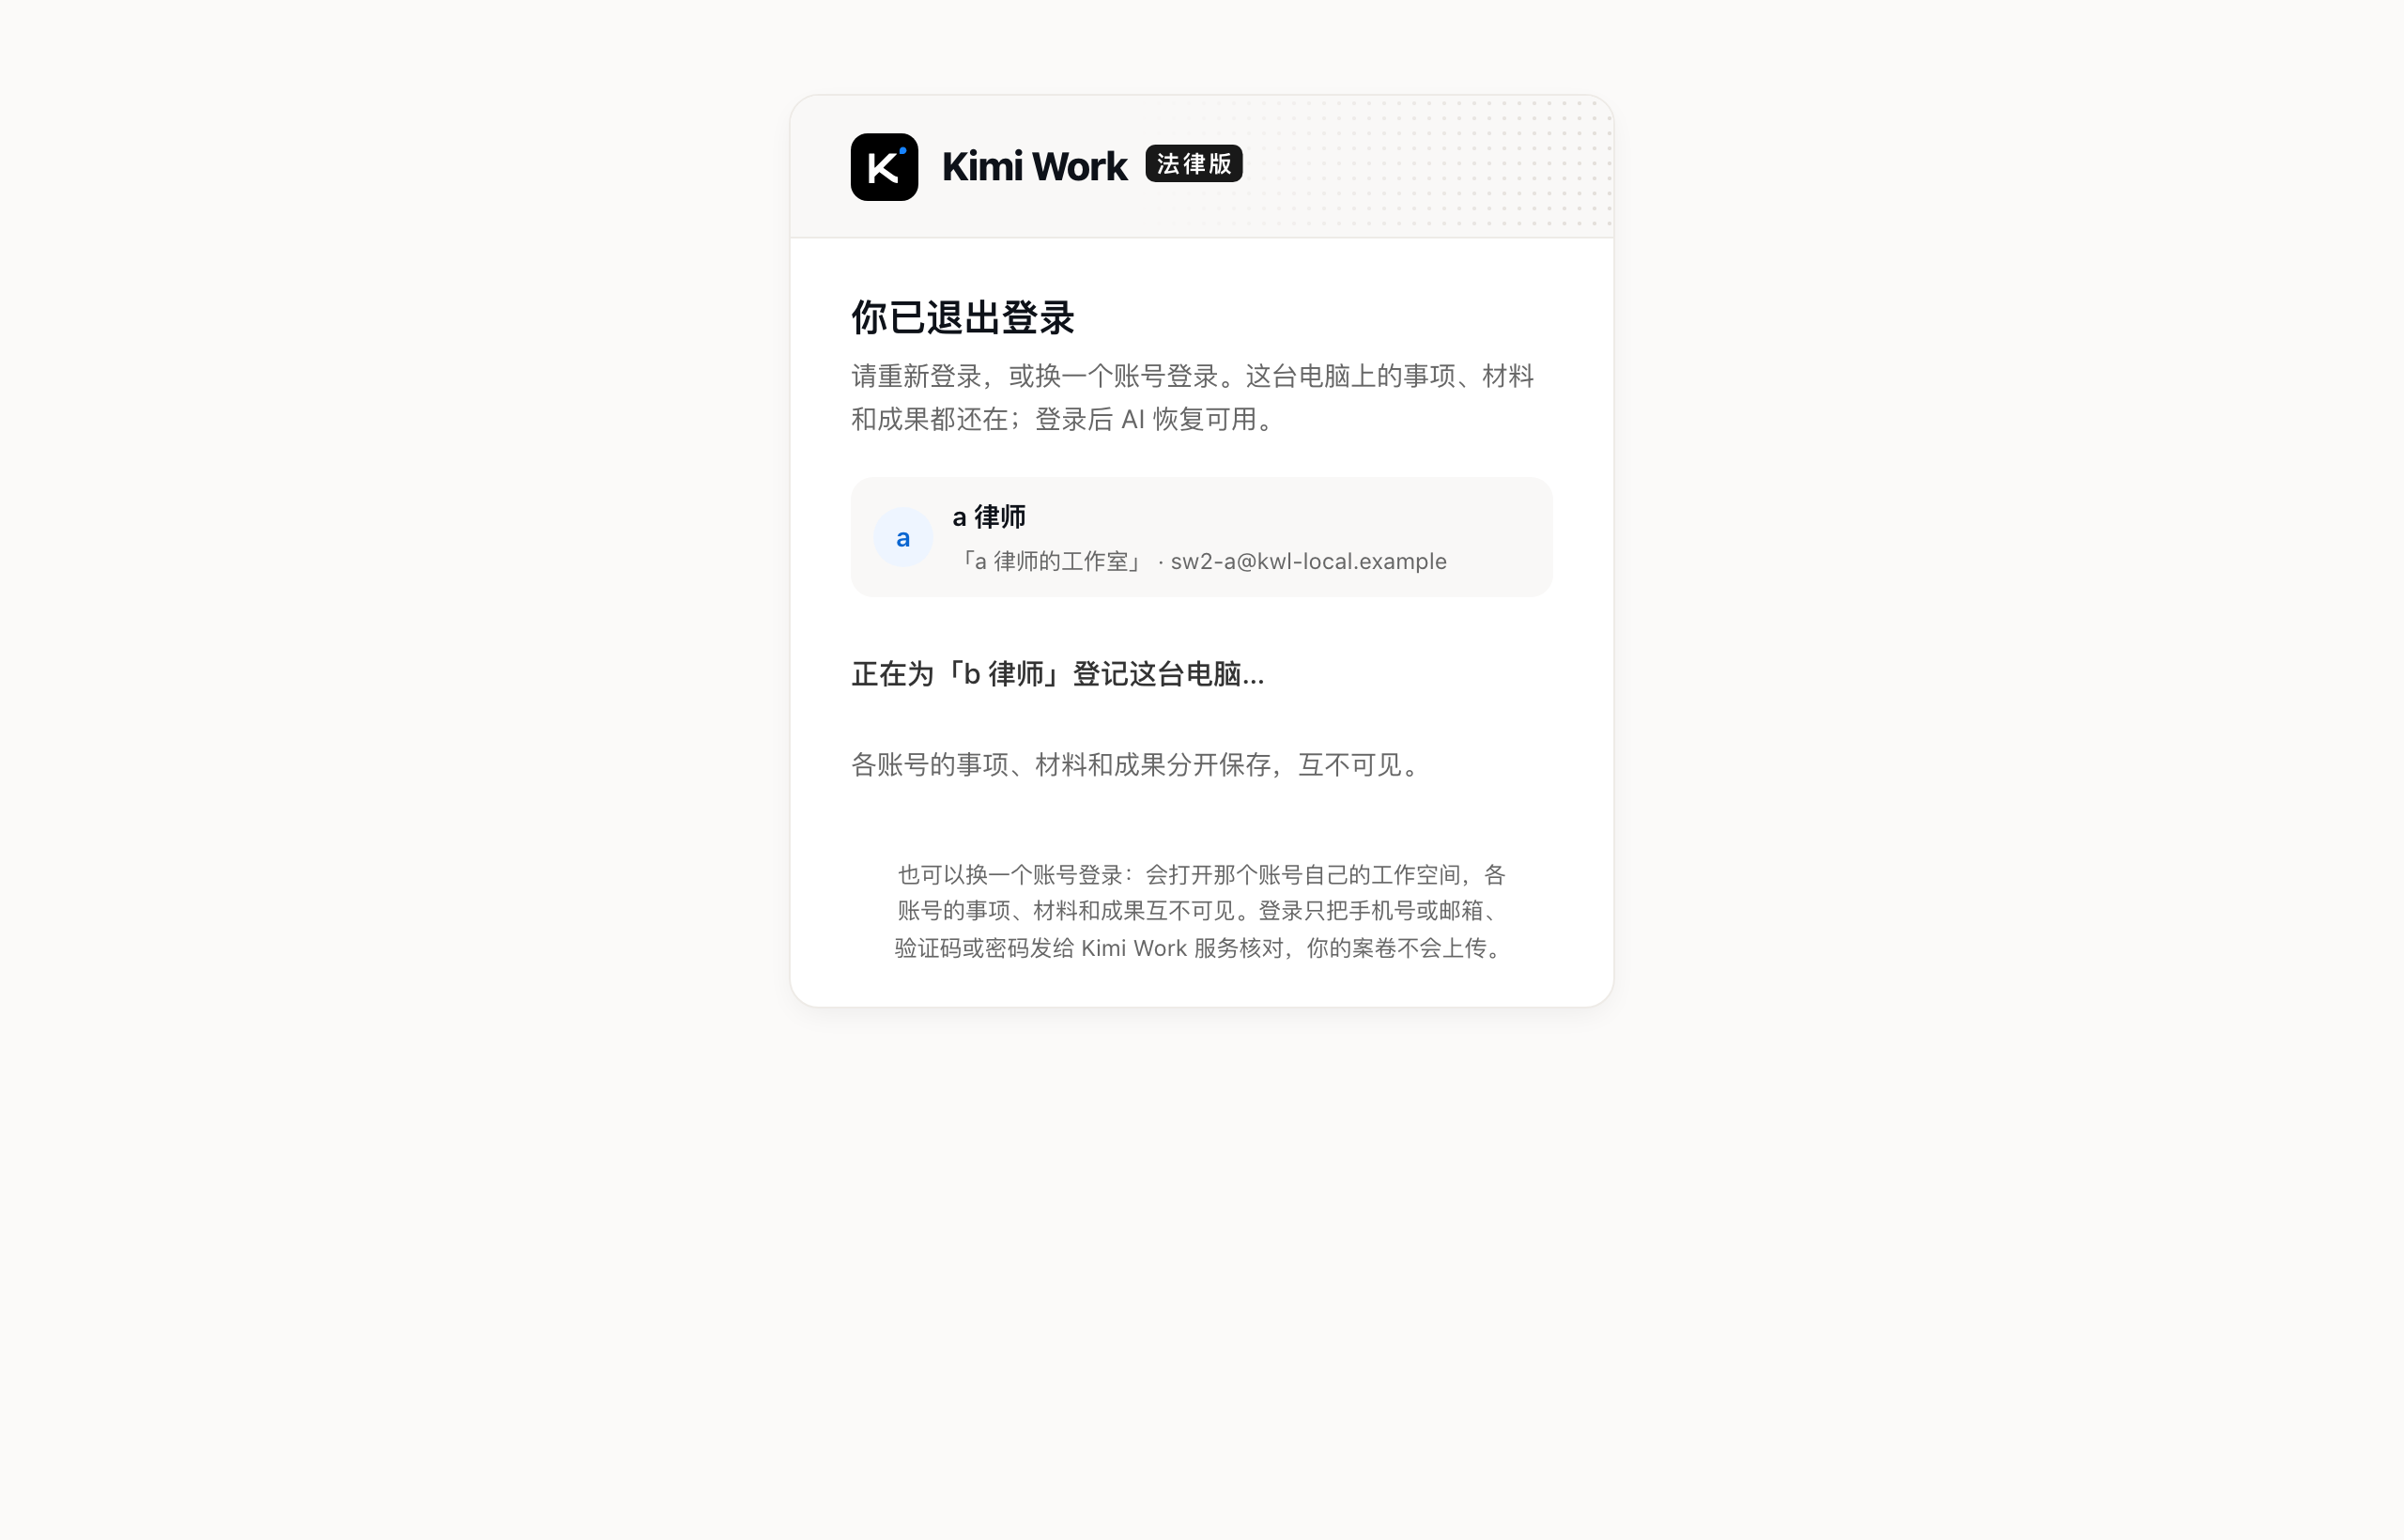 Kimi Work 法律版
你已退出登录
请重新登录，或换一个账号登录。这台电脑上的事项、材料
和成果都还在；登录后 AI 恢复可用。
a
a 律师
「a 律师的工作室」 · sw2-a@kwl-local.example
正在为「b 律师」登记这台电脑...
各账号的事项、材料和成果分开保存，互不可见。
也可以换一个账号登录：会打开那个账号自己的工作空间，各
账号的事项、材料和成果互不可见。登录只把手机号或邮箱、
验证码或密码发给 Kimi Work 服务核对，你的案卷不会上传。